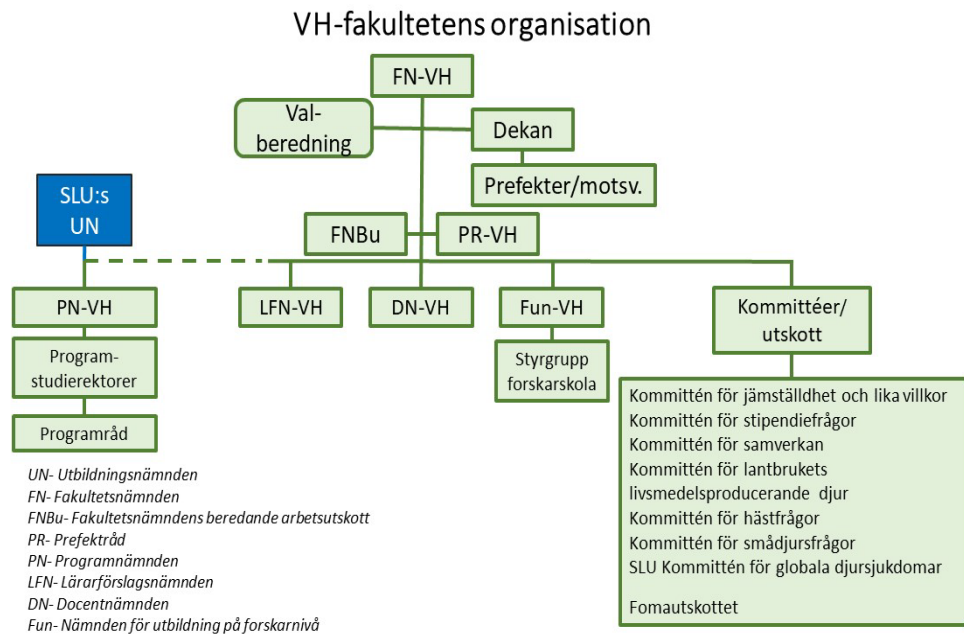 VH-fakultetens organisation
FN-VH
Val-
beredning
Dekan
Prefekter/motsv.
SLU:s
UN
FNBu
PR-VH
PN-VH
LFN-VH
DN-VH
Fun-VH
Kommittéer/
utskott
Program-
studierektorer
Styrgrupp
forskarskola
Programråd
Kommittén för jämställdhet och lika villkor
Kommittén för stipendiefrågor
Kommittén för samverkan
Kommittén för lantbrukets
livsmedelsproducerande djur
Kommittén för hästfrågor
Kommittén för smådjursfrågor
SLU Kommittén för globala djursjukdomar
Fomautskottet
UN- Utbildningsnämnden
FN- Fakultetsnämnden
FNBu- Fakultetsnämndens beredande arbetsutskott
PR- Prefektråd
PN- Programnämnden
LFN- Lärarförslagsnämnden
DN- Docentnämnden
Fun- Nämnden för utbildning på forskarnivå